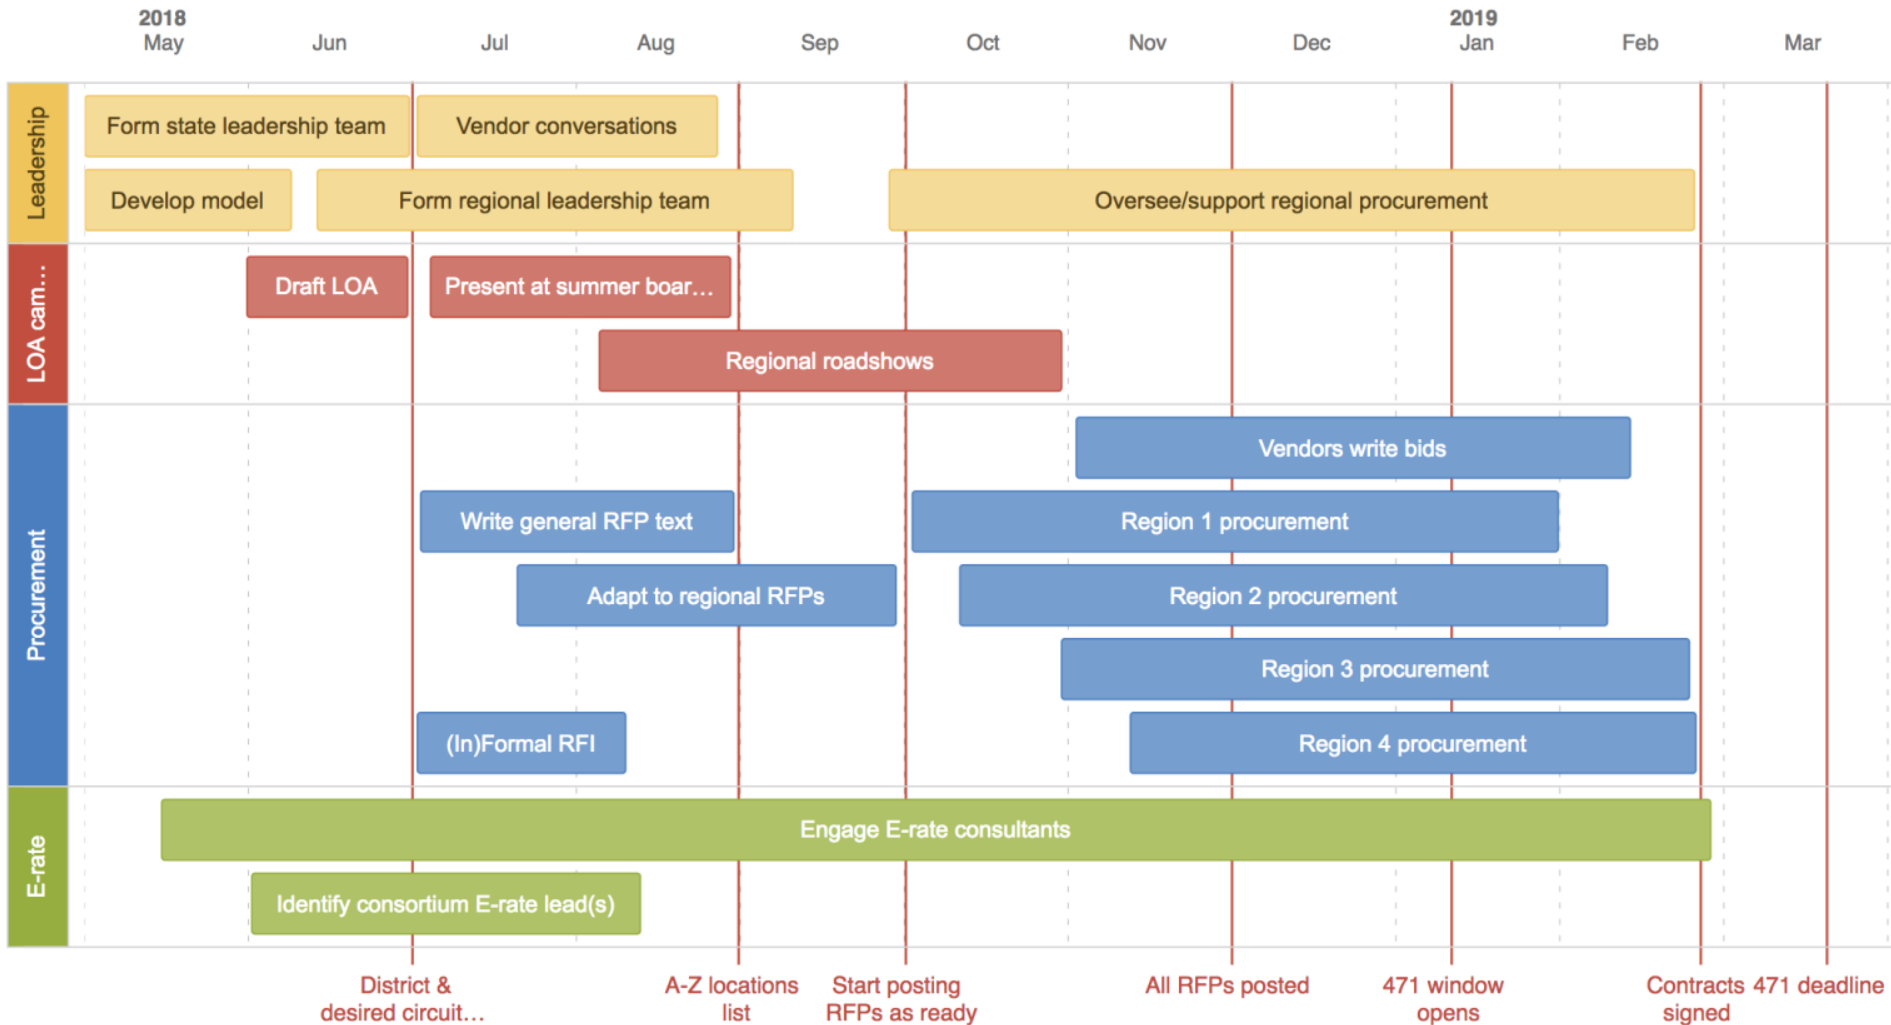 2018
2019
May
Jun
Jul
Aug
Sep
Oct
Nov
Dec
Jan
Feb
Mar
Leadership
Form state leadership team
Vendor conversations
Develop model
Form regional leadership team
Oversee/support regional procurement
LOA cam...
Draft LOA
Present at summer boar...
Regional roadshows
Procurement
Vendors write bids
Write general RFP text
Region 1 procurement
Adapt to regional RFPs
Region 2 procurement
Region 3 procurement
(In)Formal RFI
Region 4 procurement
E-rate
Engage E-rate consultants
Identify consortium E-rate lead(s)
District &
desired circuit...
A-Z locations
list
Start posting
RFPs as ready
All RFPs posted
471 window
opens
Contracts
signed
471 deadline